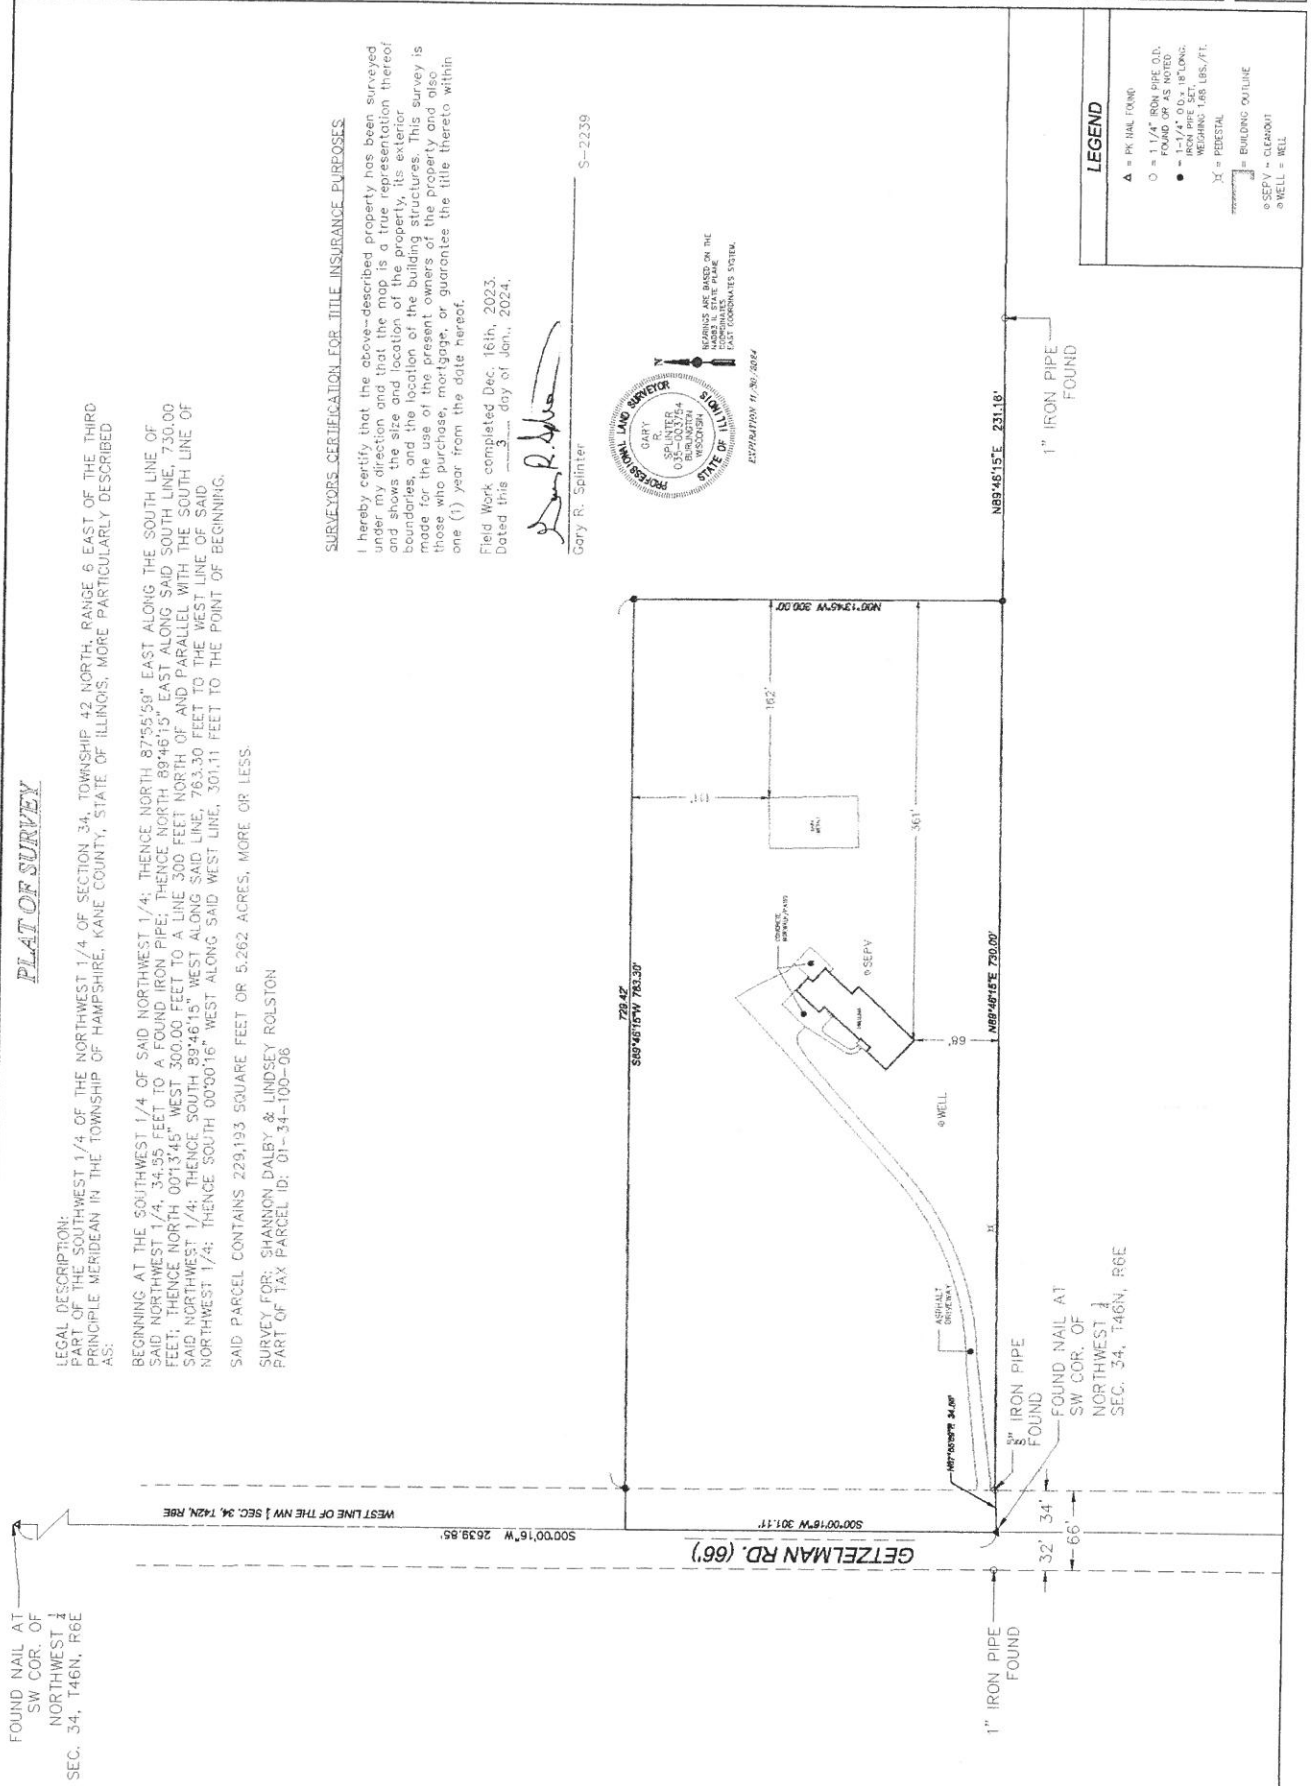 PLAT OF SURVEY
LEGAL DESCRIPTION:
PART OF THE SOUTHWEST 1/4 OF THE NORTHWEST 1/4 OF SECTION 34, TOWNSHIP 42 NORTH, RANGE 6 EAST OF THE THIRD
PRINCIPLE MERIDEAN IN THE TOWNSHIP OF HAMPSHIRE, KANE COUNTY, STATE OF ILLINOIS, MORE PARTICULARLY DESCRIBED
AS:
BEGINNING AT THE SOUTHWEST 1/4 OF SAID NORTHWEST 1/4; THENCE NORTH 87°55'59" EAST ALONG THE SOUTH LINE OF
SAID NORTHWEST 1/4, 34.55 FEET TO A FOUND IRON PIPE; THENCE NORTH 89°46'15" EAST ALONG SAID SOUTH LINE, 730.00
FEET; THENCE NORTH 00°13'45" WEST 300.00 FEET TO A LINE 300 FEET NORTH OF AND PARALLEL WITH THE SOUTH LINE OF
SAID NORTHWEST 1/4; THENCE SOUTH 89°46'15" WEST ALONG SAID LINE, 763.30 FEET TO THE WEST LINE OF SAID
NORTHWEST 1/4; THENCE SOUTH 00°00'16" WEST ALONG SAID WEST LINE, 301.11 FEET TO THE POINT OF BEGINNING.
SAID PARCEL CONTAINS 229,193 SQUARE FEET OR 5.262 ACRES, MORE OR LESS.
SURVEY FOR: SHANNON DALBY & LINDSEY ROLSTON
PART OF TAX PARCEL ID: 01-34-100-06
SURVEYORS CERTIFICATION FOR TITLE INSURANCE PURPOSES
I hereby certify that the above-described property has been surveyed
under my direction and that the map is a true representation thereof
and shows the size and location of the property, its exterior
boundaries, and the location of the building structures. This survey is
made for the use of the present owners of the property and also
those who purchase, mortgage, or guarantee the title thereto within
one (1) year from the date hereof.
Field Work completed Dec. 16th, 2023.
Dated this 3 day of Jan., 2024.
Gary R. Splinter S-2239
PROFESSIONAL LAND SURVEYOR
GARY
R.
SPLINTER
035-003754
BURLINGTON
WISCONSIN
STATE OF ILLINOIS
EXPIRATION 11/30/2024
N
BEARINGS ARE BASED ON THE
NAD83 IL STATE PLANE
COORDINATES
EAST COORDINATES SYSTEM.
FOUND NAIL AT
SW COR. OF
NORTHWEST 1/4
SEC. 34, T46N, R6E
WEST LINE OF THE NW 1/4 SEC. 34, T42N, R6E
S00°00'16"W 2639.85'
S00°00'16"W 301.11'
GETZELMAN RD. (66')
729.42'
S89°46'15"W 763.30'
N00°13'45"W 300.00'
162'
101'
361'
CONCRETE
SERV
WELL
68'
N89°46'15"E 730.00'
N89°46'15"E 231.16'
ASPHALT
DRIVEWAY
IRON PIPE
FOUND
FOUND NAIL AT
SW COR. OF
NORTHWEST 1/4
SEC. 34, T46N, R6E
32' 34'
66'
1" IRON PIPE
FOUND
1" IRON PIPE
FOUND
LEGEND
▲ = PK NAIL FOUND
○ = 1 1/4" IRON PIPE O.D.
FOUND OR AS NOTED
● = 1-1/4" O.D. x 18" LONG.
IRON PIPE SET.
WEIGHING 1.68 LBS./FT.
= PEDESTAL
= BUILDING OUTLINE
SEPV = CLEANOUT
WELL = WELL